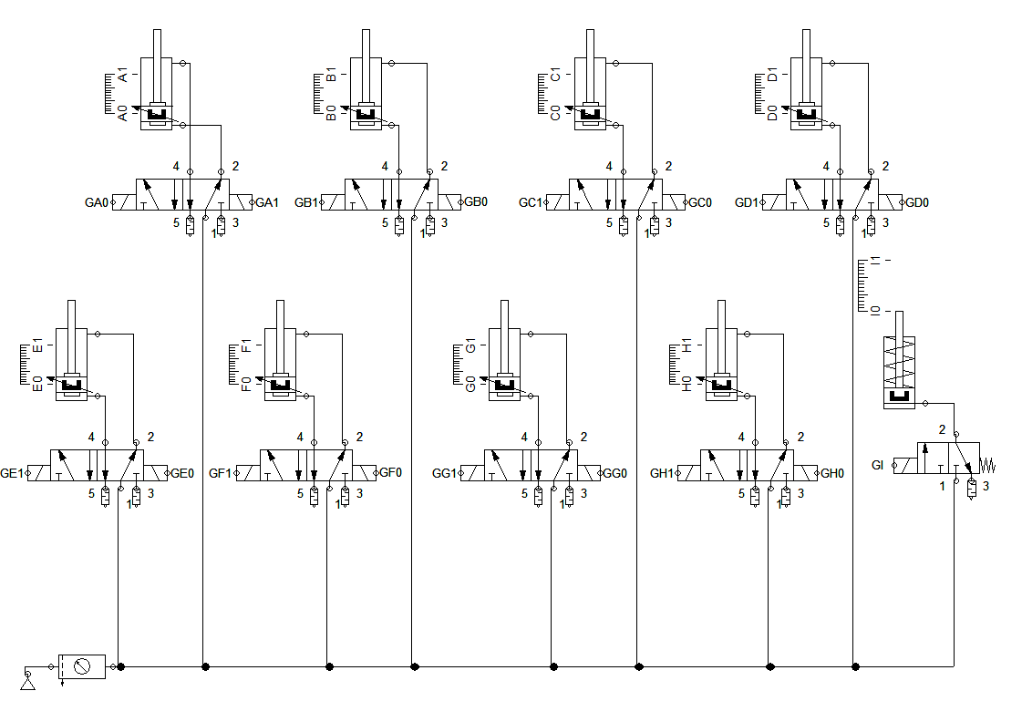 A1
A0
B1
B0
C1
C0
D1
D0
4 2
4 2
4 2
4 2
GA0 GA1
GB1 GB0
GC1 GC0
GD1 GD0
5 1 3
5 1 3
5 1 3
5 1 3
I1
I0
E1
E0
F1
F0
G1
G0
H1
H0
4 2
4 2
4 2
4 2
2
GE1 GE0
GF1 GF0
GG1 GG0
GH1 GH0
GI
5 1 3
5 1 3
5 1 3
5 1 3
1 3